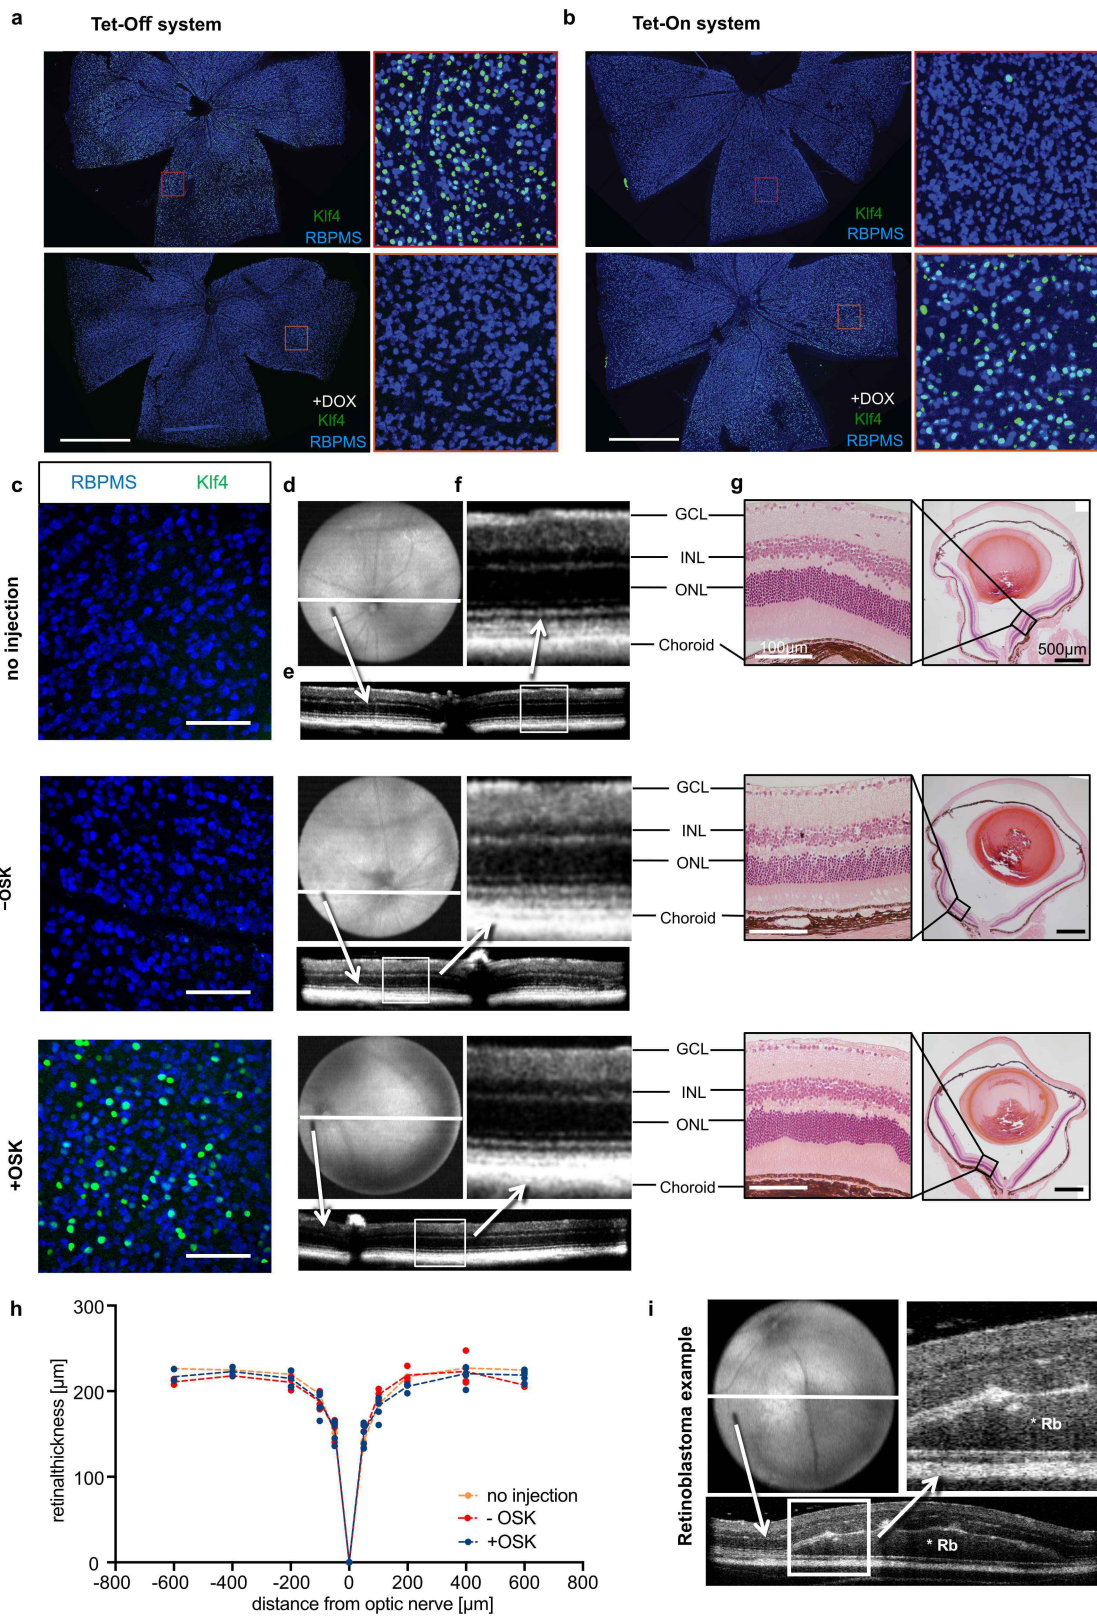 a
Tet-Off system
Klf4
RBPMS
+DOX
Klf4
RBPMS
b
Tet-On system
Klf4
RBPMS
+DOX
Klf4
RBPMS
c
RBPMS Klf4
no injection
–OSK
+OSK
d
e
f
GCL
INL
ONL
Choroid
g
100µm
500µm
GCL
INL
ONL
Choroid
GCL
INL
ONL
Choroid
h
retinalthickness [µm]
300
200
100
0
-800 -600 -400 -200 0 200 400 600 800
distance from optic nerve [µm]
no injection
- OSK
+OSK
i
Retinoblastoma example
* Rb
* Rb